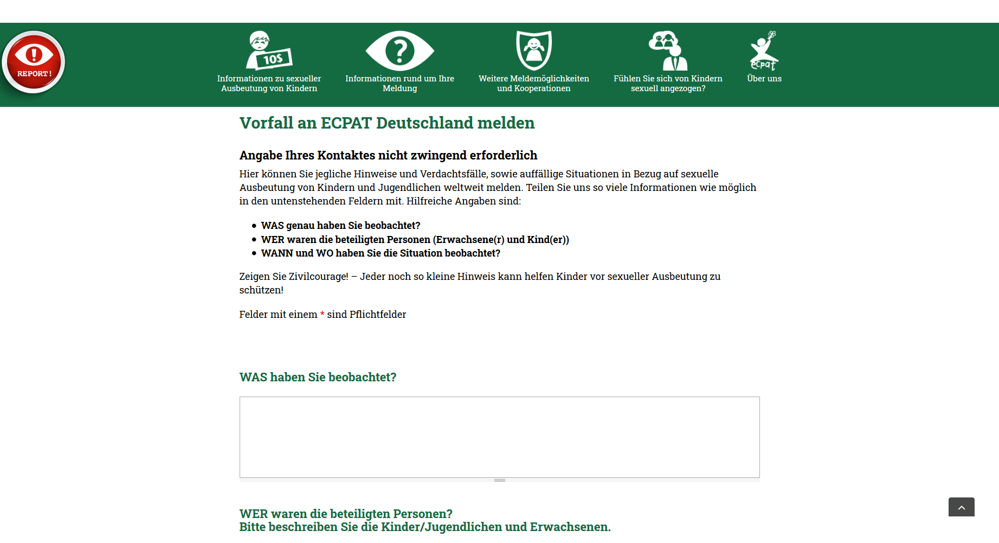 REPORT!
10$
?
ecpat
Informationen zu sexueller
Ausbeutung von Kindern
Informationen rund um Ihre
Meldung
Weitere Meldemöglichkeiten
und Kooperationen
Fühlen Sie sich von Kindern
sexuell angezogen?
Über uns
Vorfall an ECPAT Deutschland melden
Angabe Ihres Kontaktes nicht zwingend erforderlich
Hier können Sie jegliche Hinweise und Verdachtsfälle, sowie auffällige Situationen in Bezug auf sexuelle
Ausbeutung von Kindern und Jugendlichen weltweit melden. Teilen Sie uns so viele Informationen wie möglich
in den untenstehenden Feldern mit. Hilfreiche Angaben sind:
• WAS genau haben Sie beobachtet?
• WER waren die beteiligten Personen (Erwachsene(r) und Kind(er))
• WANN und WO haben Sie die Situation beobachtet?
Zeigen Sie Zivilcourage! – Jeder noch so kleine Hinweis kann helfen Kinder vor sexueller Ausbeutung zu
schützen!
Felder mit einem * sind Pflichtfelder
WAS haben Sie beobachtet?
WER waren die beteiligten Personen?
Bitte beschreiben Sie die Kinder/Jugendlichen und Erwachsenen.